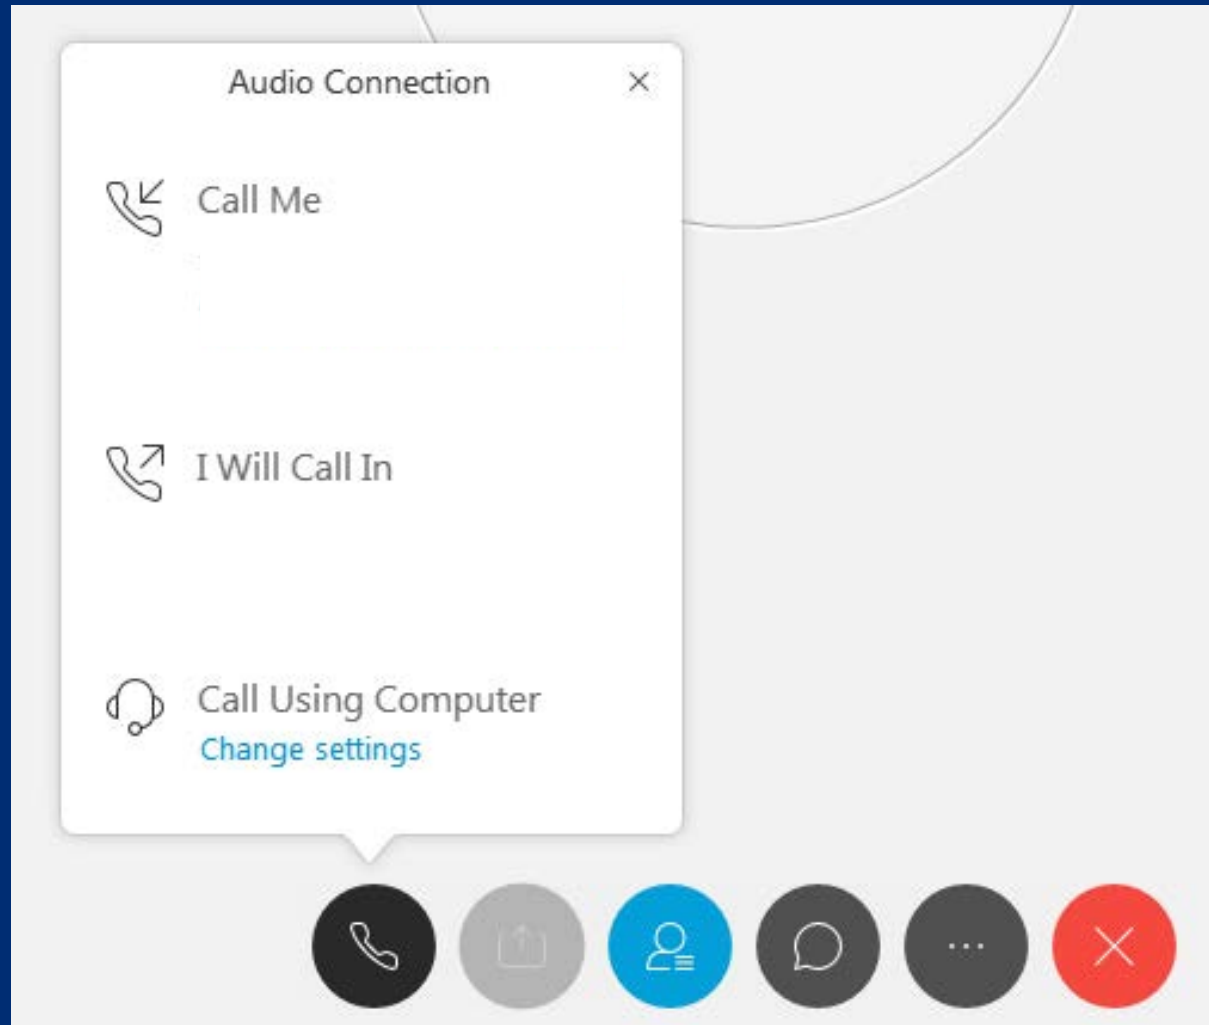 Audio Connection
Call Me
I Will Call In
Call Using Computer
Change settings